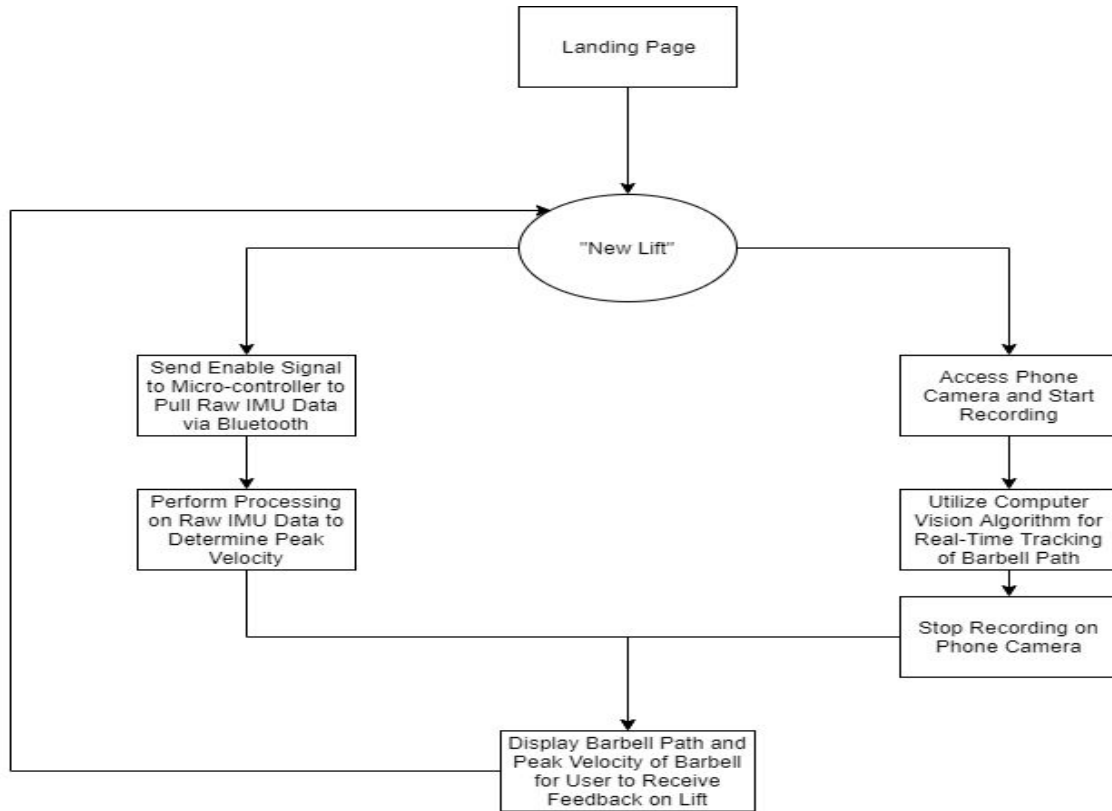 Landing Page
"New Lift"
Send Enable Signal
to Micro-controller to
Pull Raw IMU Data
via Bluetooth
Perform Processing
on Raw IMU Data to
Determine Peak
Velocity
Access Phone
Camera and Start
Recording
Utilize Computer
Vision Algorithm for
Real-Time Tracking
of Barbell Path
Stop Recording on
Phone Camera
Display Barbell Path and
Peak Velocity of Barbell
for User to Receive
Feedback on Lift